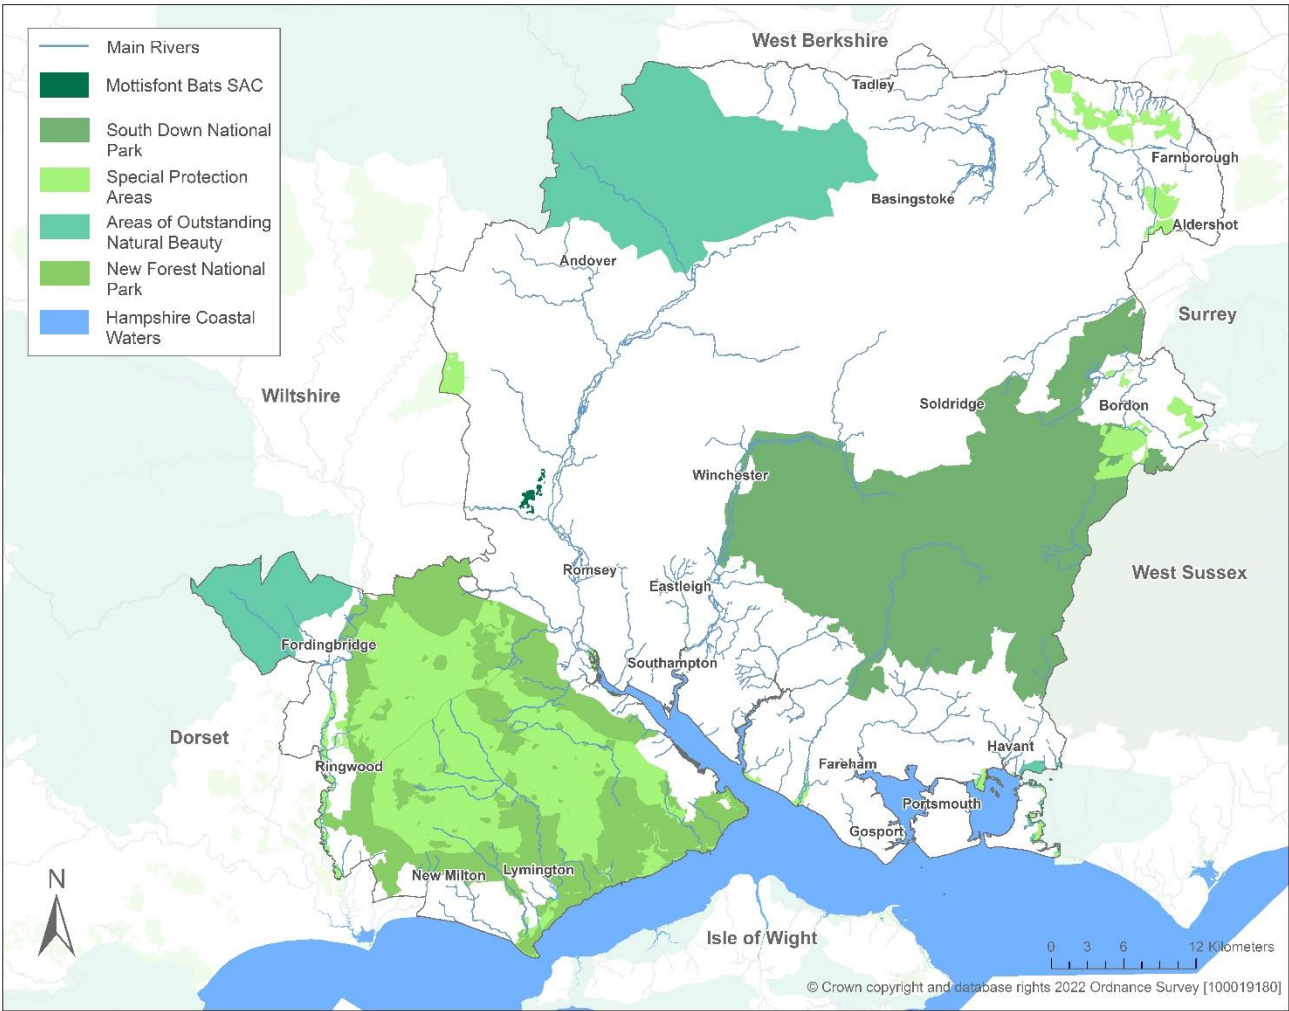 Main Rivers
Mottisfont Bats SAC
South Down National
Park
Special Protection
Areas
Areas of Outstanding
Natural Beauty
New Forest National
Park
Hampshire Coastal
Waters
West Berkshire
Tadley
Farnborough
Basingstoke
Aldershot
Andover
Surrey
Wiltshire
Soldridge
Bordon
Winchester
Romsey
Eastleigh
West Sussex
Fordingbridge
Southampton
Dorset
Ringwood
Havant
Fareham
Portsmouth
Gosport
New Milton
Lymington
N
Isle of Wight
0 3 6 12 Kilometers
© Crown copyright and database rights 2022 Ordnance Survey [100019180]